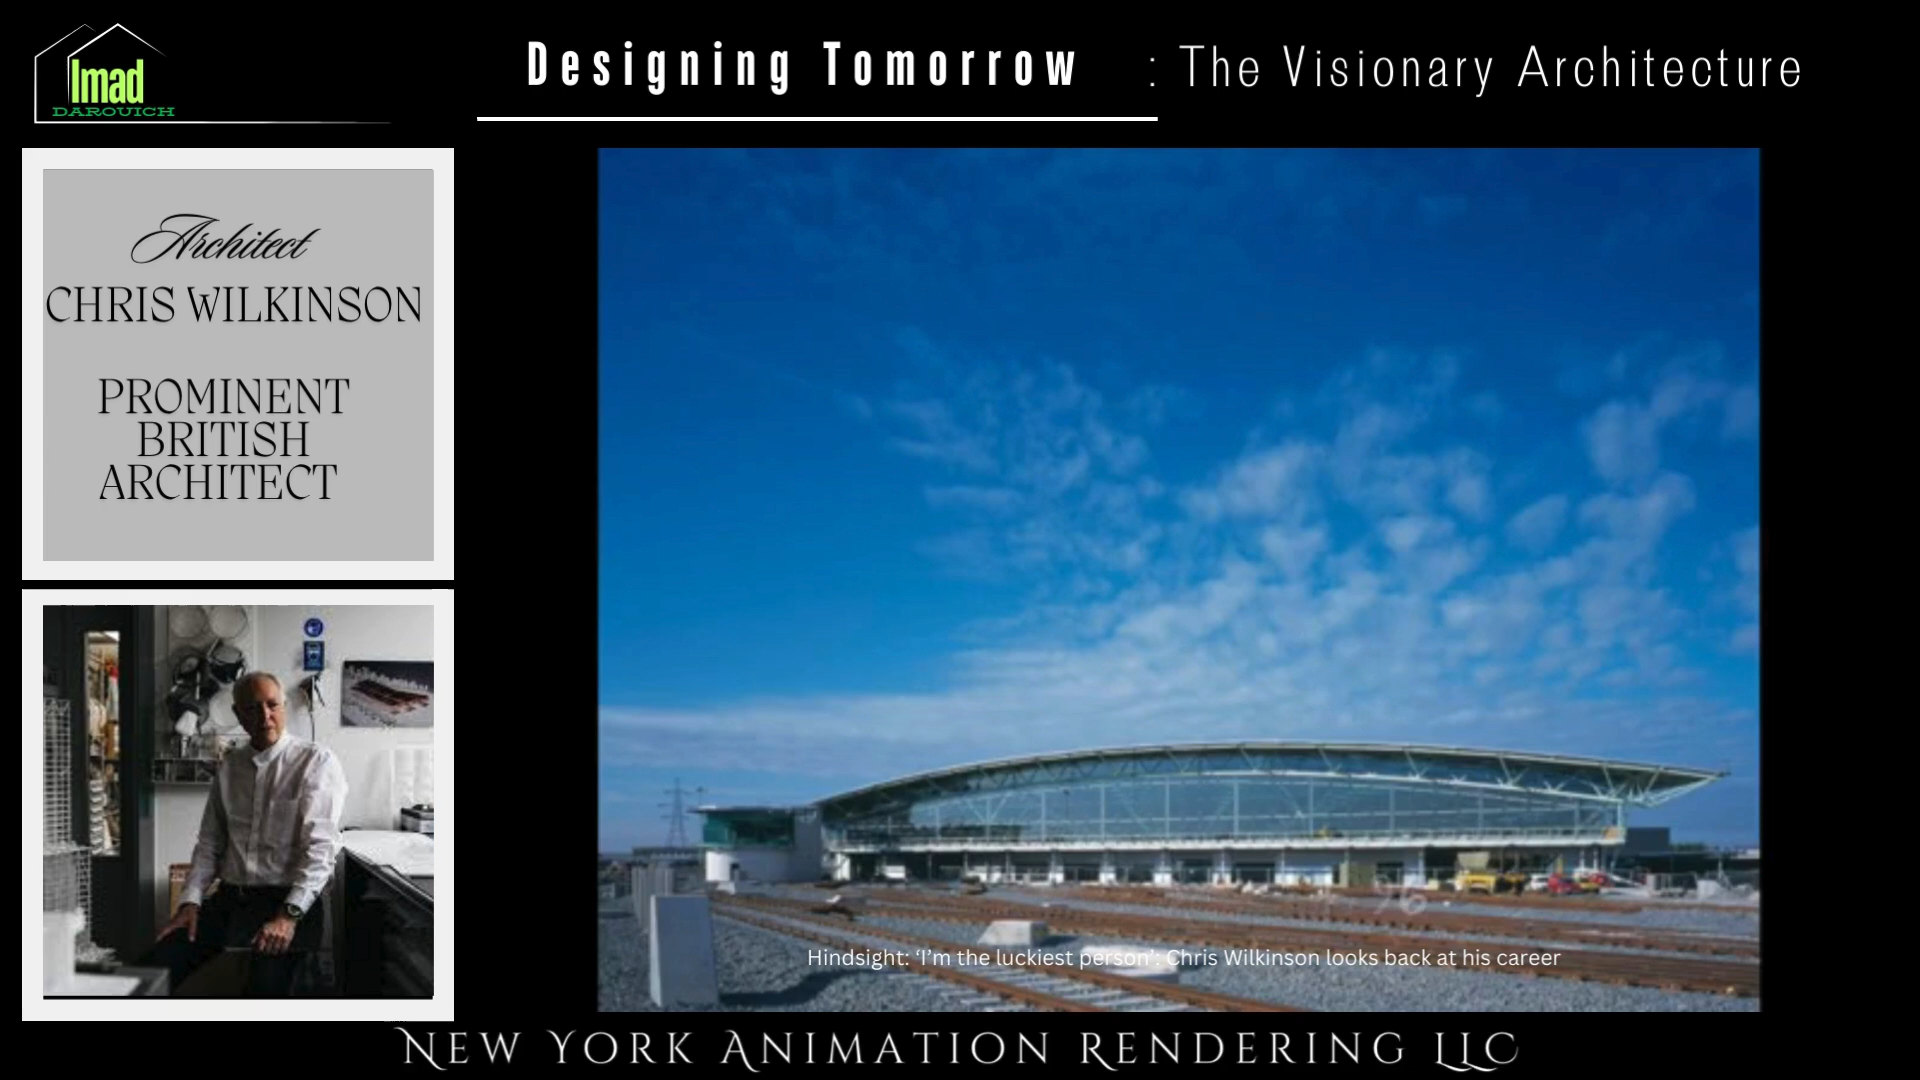 Imad
DAROUICH
Designing Tomorrow : The Visionary Architecture
Architect
CHRIS WILKINSON
PROMINENT
BRITISH
ARCHITECT
Hindsight: ‘I’m the luckiest person’: Chris Wilkinson looks back at his career
NEW YORK ANIMATION RENDERING LLC